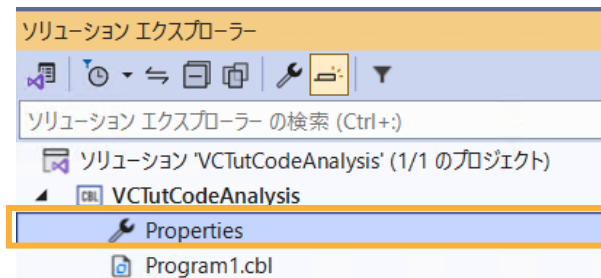 ソリューション エクスプローラー
ソリューション エクスプローラー の検索 (Ctrl+:)
ソリューション 'VCTutCodeAnalysis' (1/1 のプロジェクト)
CBL VCTutCodeAnalysis
Properties
Program1.cbl